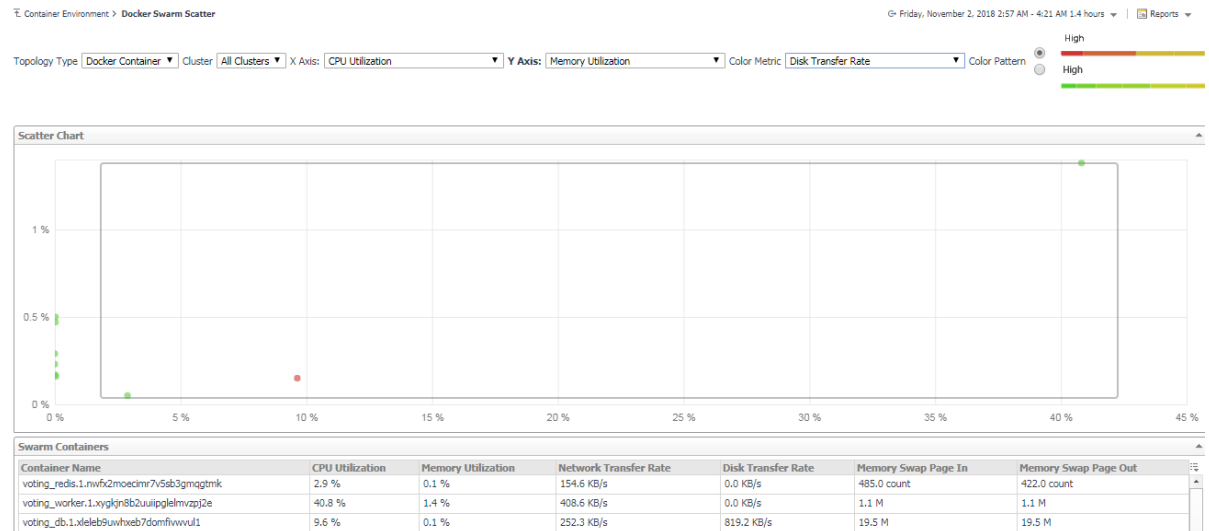 Container Environment > Docker Swarm Scatter
Friday, November 2, 2018 2:57 AM - 4:21 AM 1.4 hours
Reports
High
Topology Type Docker Container Cluster All Clusters X Axis: CPU Utilization Y Axis: Memory Utilization Color Metric Disk Transfer Rate Color Pattern
High
Scatter Chart
1 %
0.5 %
0 %
0 % 5 % 10 % 15 % 20 % 25 % 30 % 35 % 40 % 45 %
Swarm Containers
Container Name CPU Utilization Memory Utilization Network Transfer Rate Disk Transfer Rate Memory Swap Page In Memory Swap Page Out
voting_redis.1.nwfx2moecimr7v5sb3gmqgtmk 2.9 % 0.1 % 154.6 KB/s 0.0 KB/s 485.0 count 422.0 count
voting_worker.1.xygkjn8b2uuiipglelmvzpj2e 40.8 % 1.4 % 408.6 KB/s 0.0 KB/s 1.1 M 1.1 M
voting_db.1.xleleb9uwhxeb7domfivwvul1 9.6 % 0.1 % 252.3 KB/s 819.2 KB/s 19.5 M 19.5 M